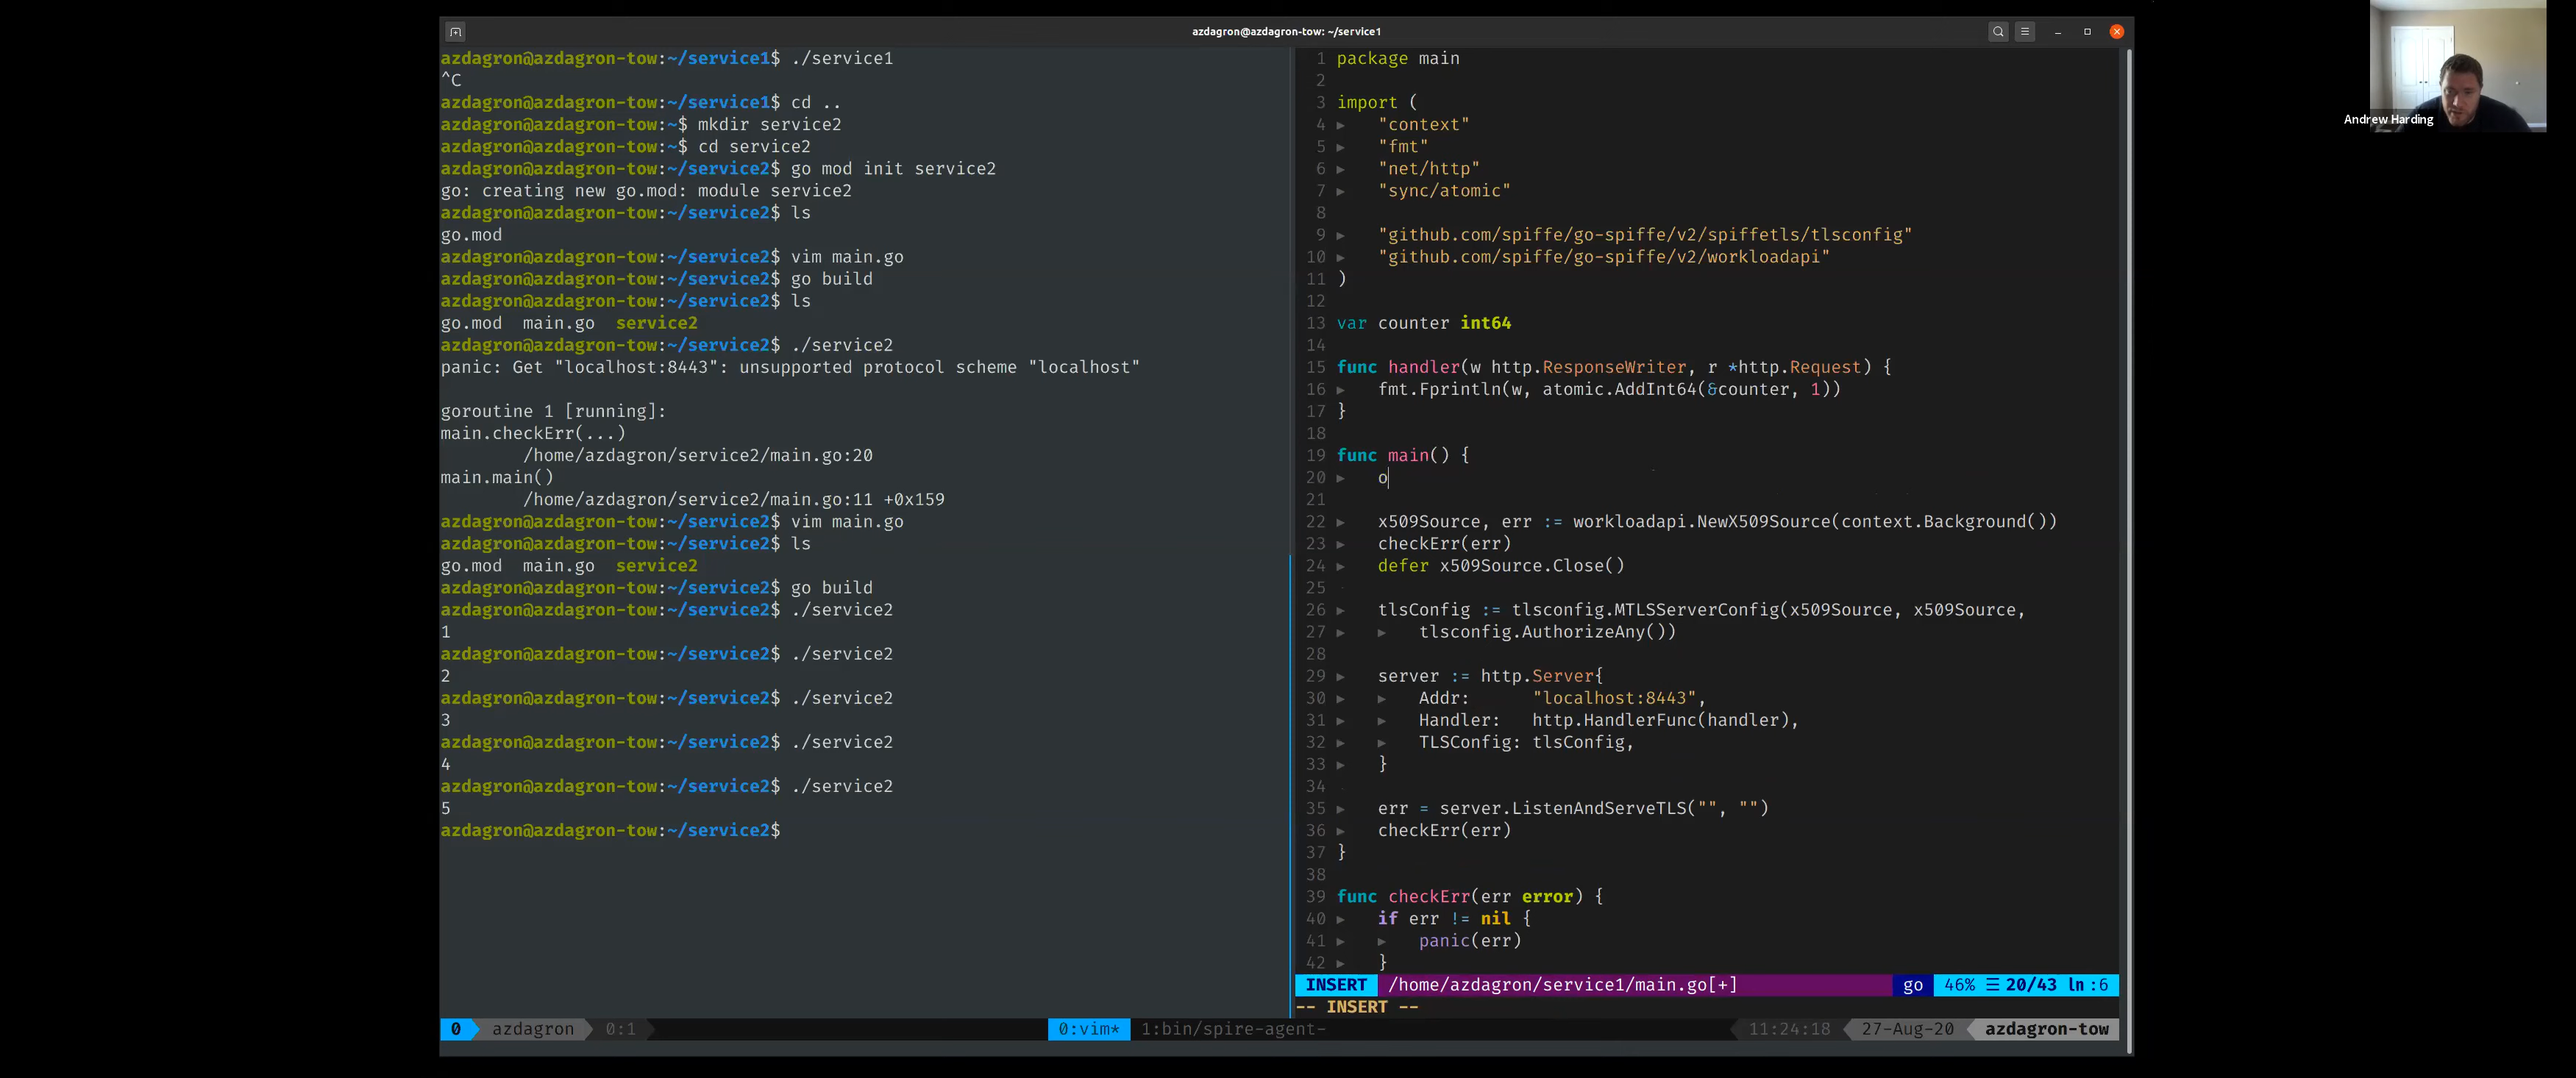 azdagron@azdagron-tow: ~/service1
azdagron@azdagron-tow:~/service1$ ./service1
^C
azdagron@azdagron-tow:~/service1$ cd ..
azdagron@azdagron-tow:~$ mkdir service2
azdagron@azdagron-tow:~$ cd service2
azdagron@azdagron-tow:~/service2$ go mod init service2
go: creating new go.mod: module service2
azdagron@azdagron-tow:~/service2$ ls
go.mod
azdagron@azdagron-tow:~/service2$ vim main.go
azdagron@azdagron-tow:~/service2$ go build
azdagron@azdagron-tow:~/service2$ ls
go.mod  main.go  service2
azdagron@azdagron-tow:~/service2$ ./service2
panic: Get "localhost:8443": unsupported protocol scheme "localhost"
goroutine 1 [running]:
main.checkErr(...)
        /home/azdagron/service2/main.go:20
main.main()
        /home/azdagron/service2/main.go:11 +0x159
azdagron@azdagron-tow:~/service2$ vim main.go
azdagron@azdagron-tow:~/service2$ ls
go.mod  main.go  service2
azdagron@azdagron-tow:~/service2$ go build
azdagron@azdagron-tow:~/service2$ ./service2
1
azdagron@azdagron-tow:~/service2$ ./service2
2
azdagron@azdagron-tow:~/service2$ ./service2
3
azdagron@azdagron-tow:~/service2$ ./service2
4
azdagron@azdagron-tow:~/service2$ ./service2
5
azdagron@azdagron-tow:~/service2$
1 package main
2
3 import (
4 ▸   "context"
5 ▸   "fmt"
6 ▸   "net/http"
7 ▸   "sync/atomic"
8
9 ▸   "github.com/spiffe/go-spiffe/v2/spiffetls/tlsconfig"
10 ▸   "github.com/spiffe/go-spiffe/v2/workloadapi"
11 )
12
13 var counter int64
14
15 func handler(w http.ResponseWriter, r *http.Request) {
16 ▸   fmt.Fprintln(w, atomic.AddInt64(&counter, 1))
17 }
18
19 func main() {
20 ▸   o
21
22 ▸   x509Source, err := workloadapi.NewX509Source(context.Background())
23 ▸   checkErr(err)
24 ▸   defer x509Source.Close()
25
26 ▸   tlsConfig := tlsconfig.MTLSServerConfig(x509Source, x509Source,
27 ▸   ▸   tlsconfig.AuthorizeAny())
28
29 ▸   server := http.Server{
30 ▸   ▸   Addr:      "localhost:8443",
31 ▸   ▸   Handler:   http.HandlerFunc(handler),
32 ▸   ▸   TLSConfig: tlsConfig,
33 ▸   }
34
35 ▸   err = server.ListenAndServeTLS("", "")
36 ▸   checkErr(err)
37 }
38
39 func checkErr(err error) {
40 ▸   if err != nil {
41 ▸   ▸   panic(err)
42 ▸   }
INSERT /home/azdagron/service1/main.go[+] go 46% ☰ 20/43 ln :6
-- INSERT --
0 azdagron 0:1 0:vim* 1:bin/spire-agent- 11:24:18 27-Aug-20 azdagron-tow
Andrew Harding